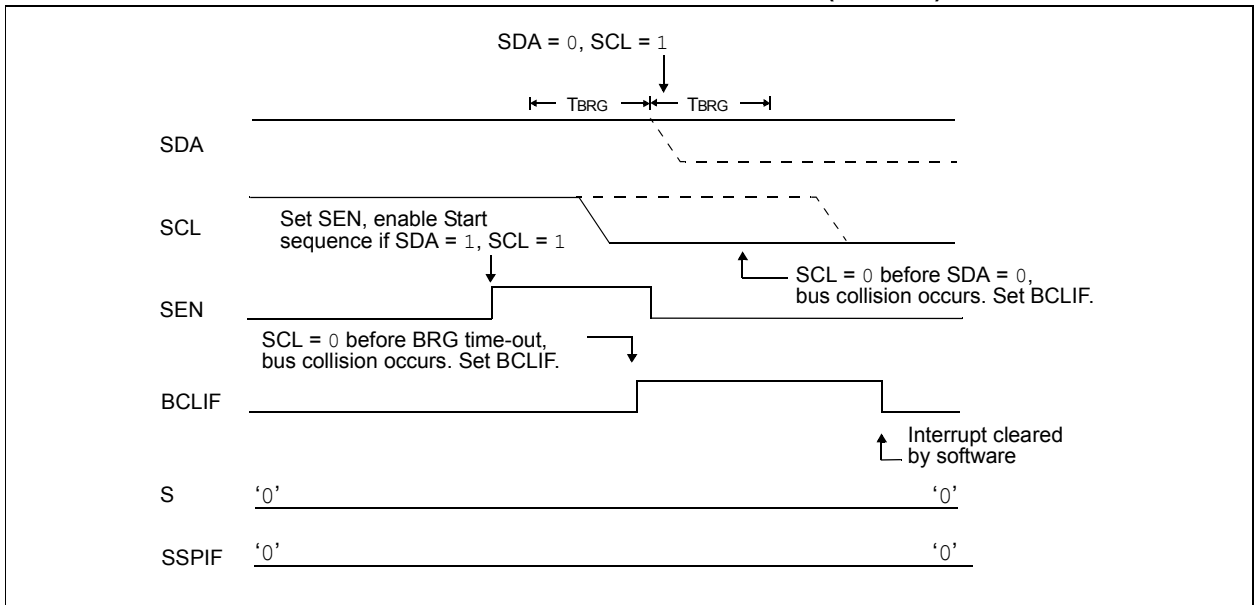 SDA = 0, SCL = 1
TBRG TBRG
SDA
SCL
Set SEN, enable Start
sequence if SDA = 1, SCL = 1
SCL = 0 before SDA = 0,
bus collision occurs. Set BCLIF.
SEN
SCL = 0 before BRG time-out,
bus collision occurs. Set BCLIF.
BCLIF
Interrupt cleared
by software
S ‘0’ ‘0’
SSPIF ‘0’ ‘0’